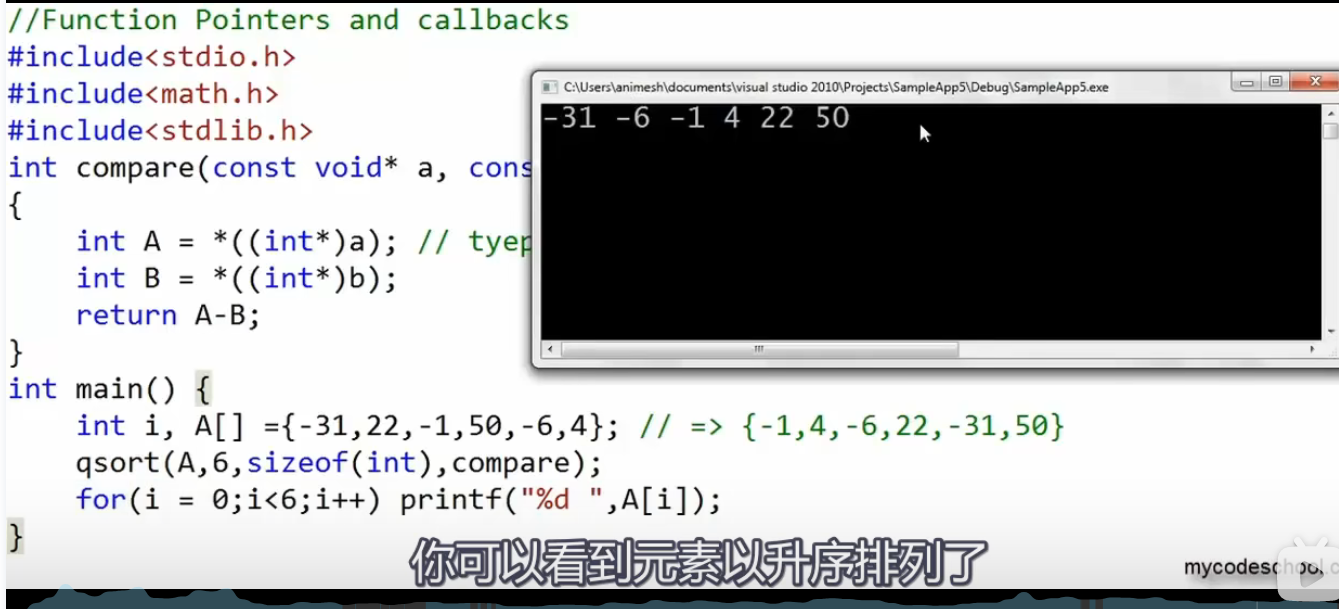 //Function Pointers and callbacks
#include<stdio.h>
#include<math.h>
#include<stdlib.h>
int compare(const void* a, cons
{
int A = *((int*)a); // tyep
int B = *((int*)b);
return A-B;
}
int main() {
int i, A[] ={-31,22,-1,50,-6,4}; // => {-1,4,-6,22,-31,50}
qsort(A,6,sizeof(int),compare);
for(i = 0;i<6;i++) printf("%d ",A[i]);
}
C:\Users\animesh\documents\visual studio 2010\Projects\SampleApp5\Debug\SampleApp5.exe
-31 -6 -1 4 22 50
你可以看到元素以升序排列了
mycodeschool.c